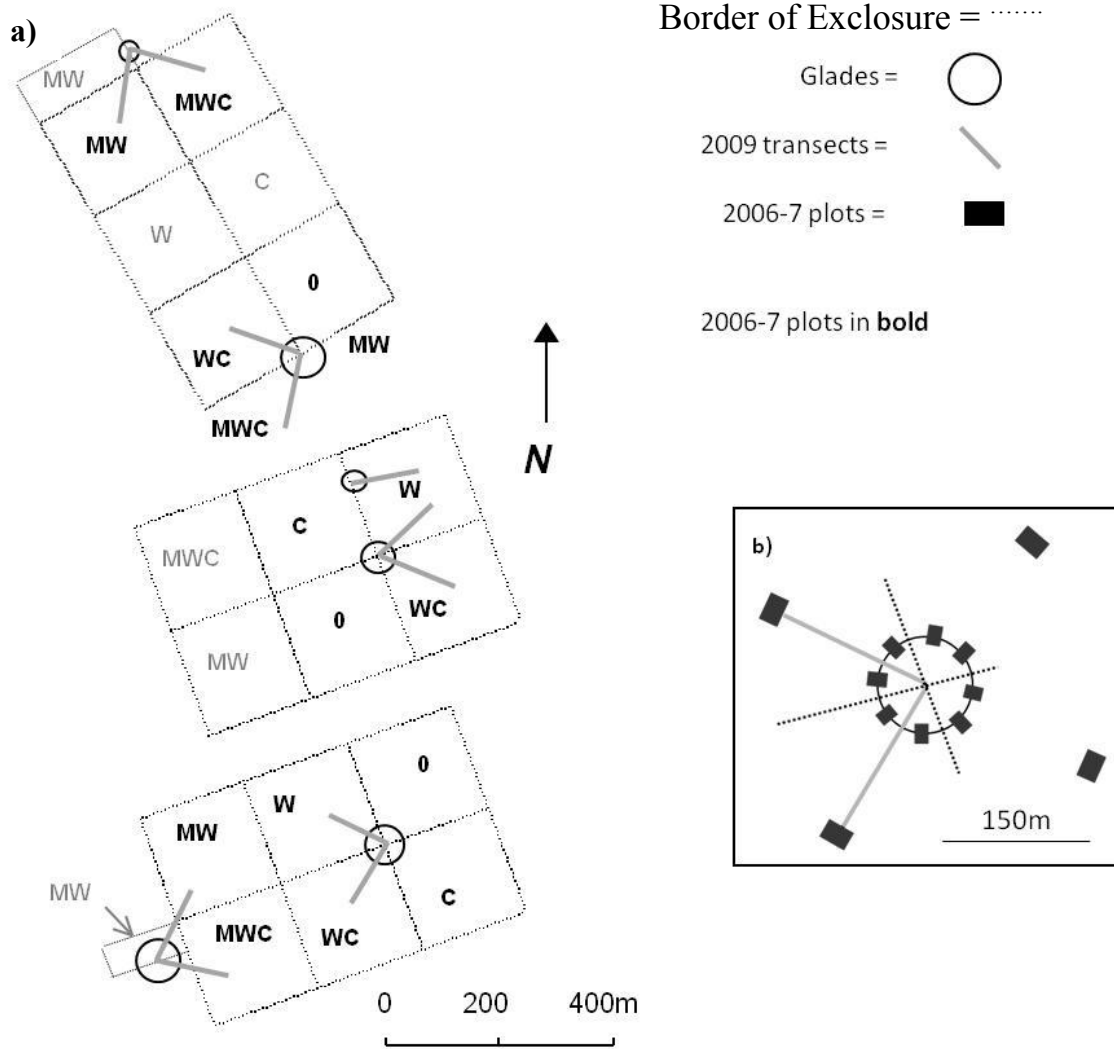 a)
MW
MWC
MW
C
W
0
WC
MW
MWC
Border of Exclosure = .......
Glades =
2009 transects =
2006-7 plots =
2006-7 plots in bold
N
W
C
MWC
WC
0
MW
0
W
MW
C
MW
MWC
WC
0 200 400m
b)
150m